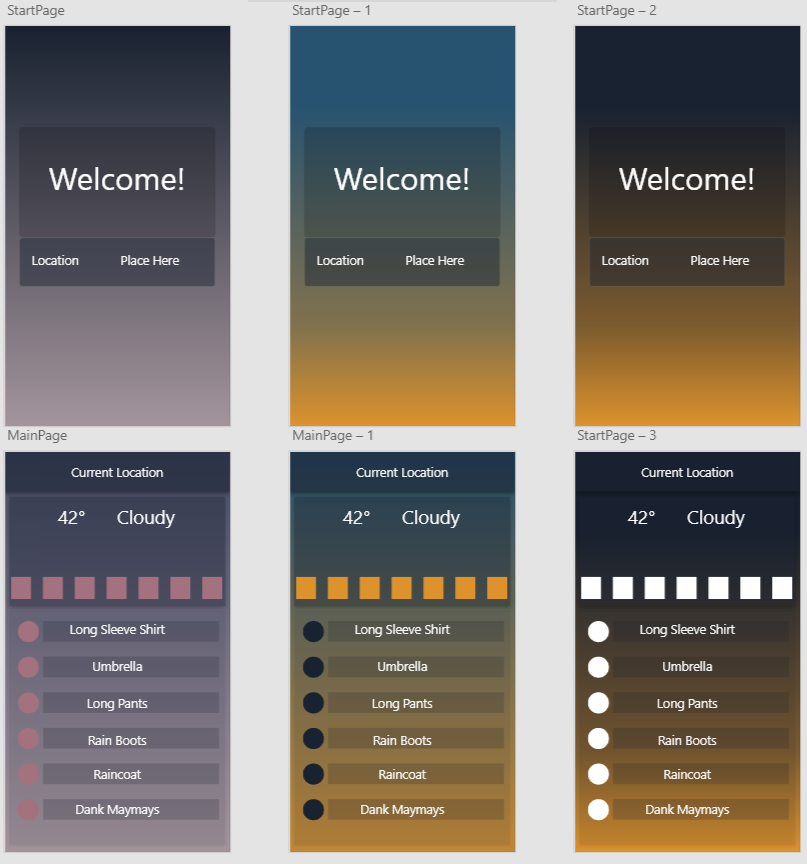 StartPage
StartPage – 1
StartPage – 2
Welcome!
Welcome!
Welcome!
Location Place Here
Location Place Here
Location Place Here
MainPage
MainPage – 1
StartPage – 3
Current Location
42° Cloudy
Long Sleeve Shirt
Umbrella
Long Pants
Rain Boots
Raincoat
Dank Maymays
Current Location
42° Cloudy
Long Sleeve Shirt
Umbrella
Long Pants
Rain Boots
Raincoat
Dank Maymays
Current Location
42° Cloudy
Long Sleeve Shirt
Umbrella
Long Pants
Rain Boots
Raincoat
Dank Maymays